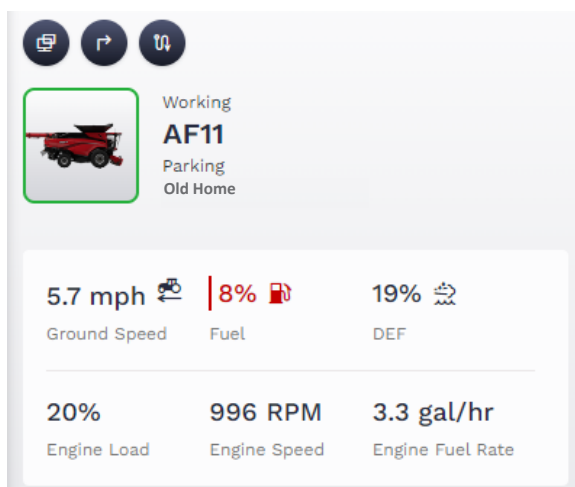 Working
AF11
Parking
Old Home
5.7 mph
8%
19%
Ground Speed
Fuel
DEF
20%
996 RPM
3.3 gal/hr
Engine Load
Engine Speed
Engine Fuel Rate